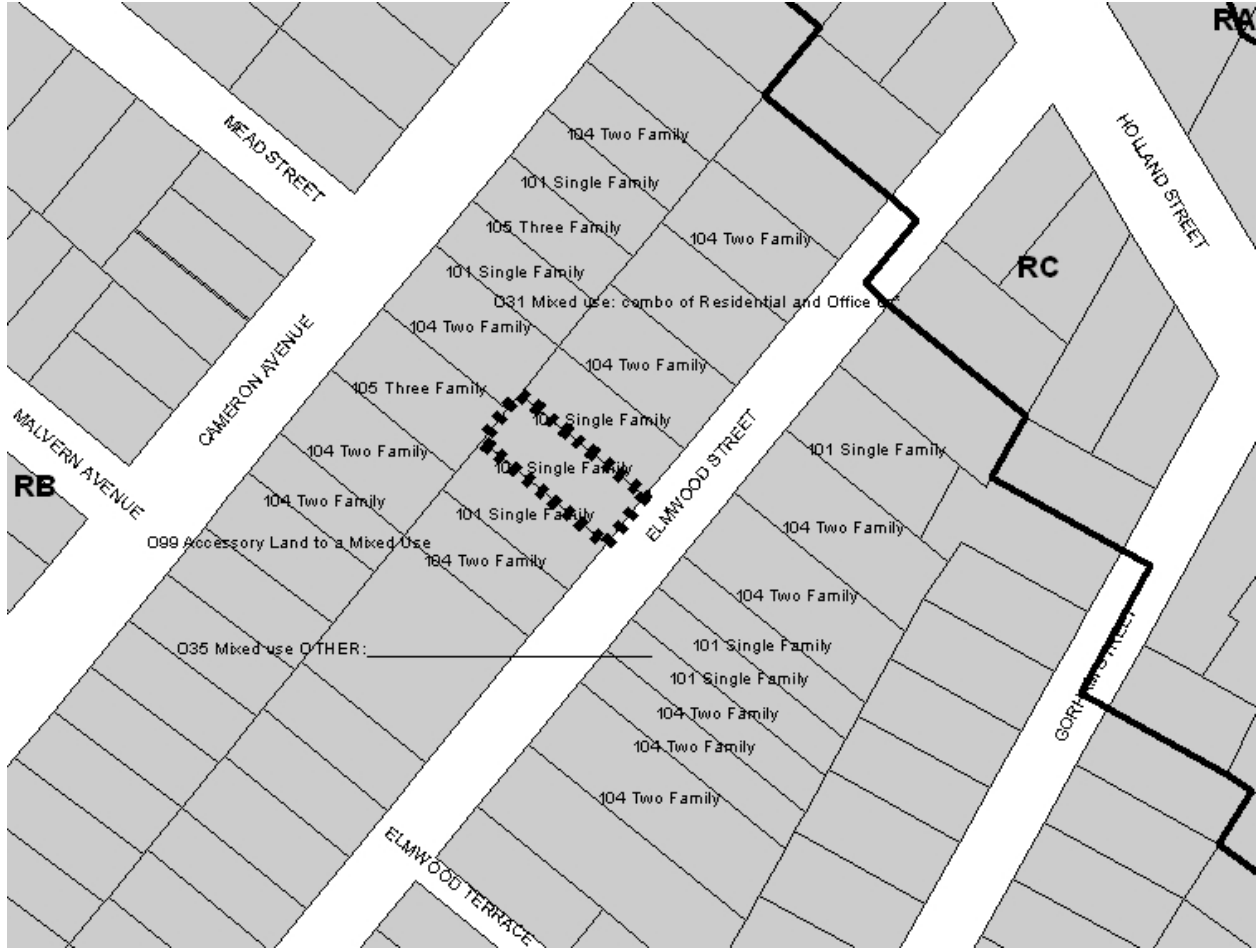 RA
MEAD STREET
HOLLAND STREET
104 Two Family
101 Single Family
105 Three Family
104 Two Family
101 Single Family
RC
O31 Mixed use: combo of Residential and Office or
104 Two Family
CAMERON AVENUE
104 Two Family
105 Three Family
101 Single Family
ELMWOOD STREET
104 Two Family
101 Single Family
101 Single Family
MALVERN AVENUE
RB
104 Two Family
101 Single Family
104 Two Family
O99 Accessory Land to a Mixed Use
104 Two Family
104 Two Family
101 Single Family
O35 Mixed use OTHER:
101 Single Family
GORHAM STREET
104 Two Family
104 Two Family
104 Two Family
ELMWOOD TERRACE